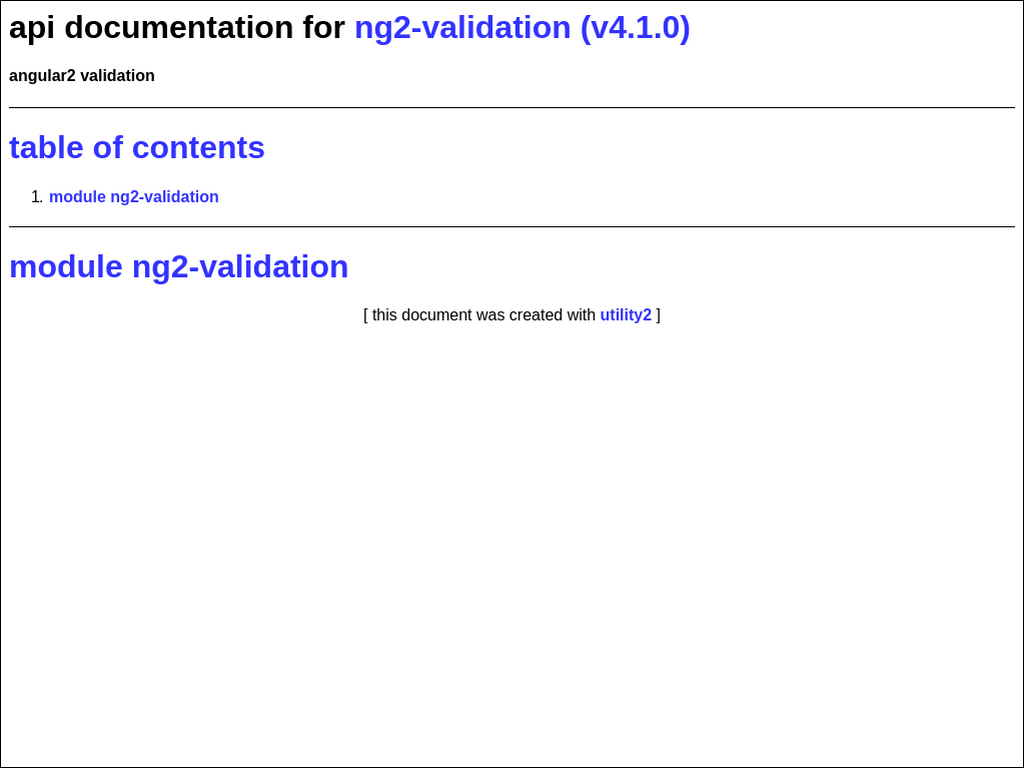 api documentation for ng2-validation (v4.1.0)
angular2 validation
table of contents
1. module ng2-validation
module ng2-validation
[ this document was created with utility2 ]